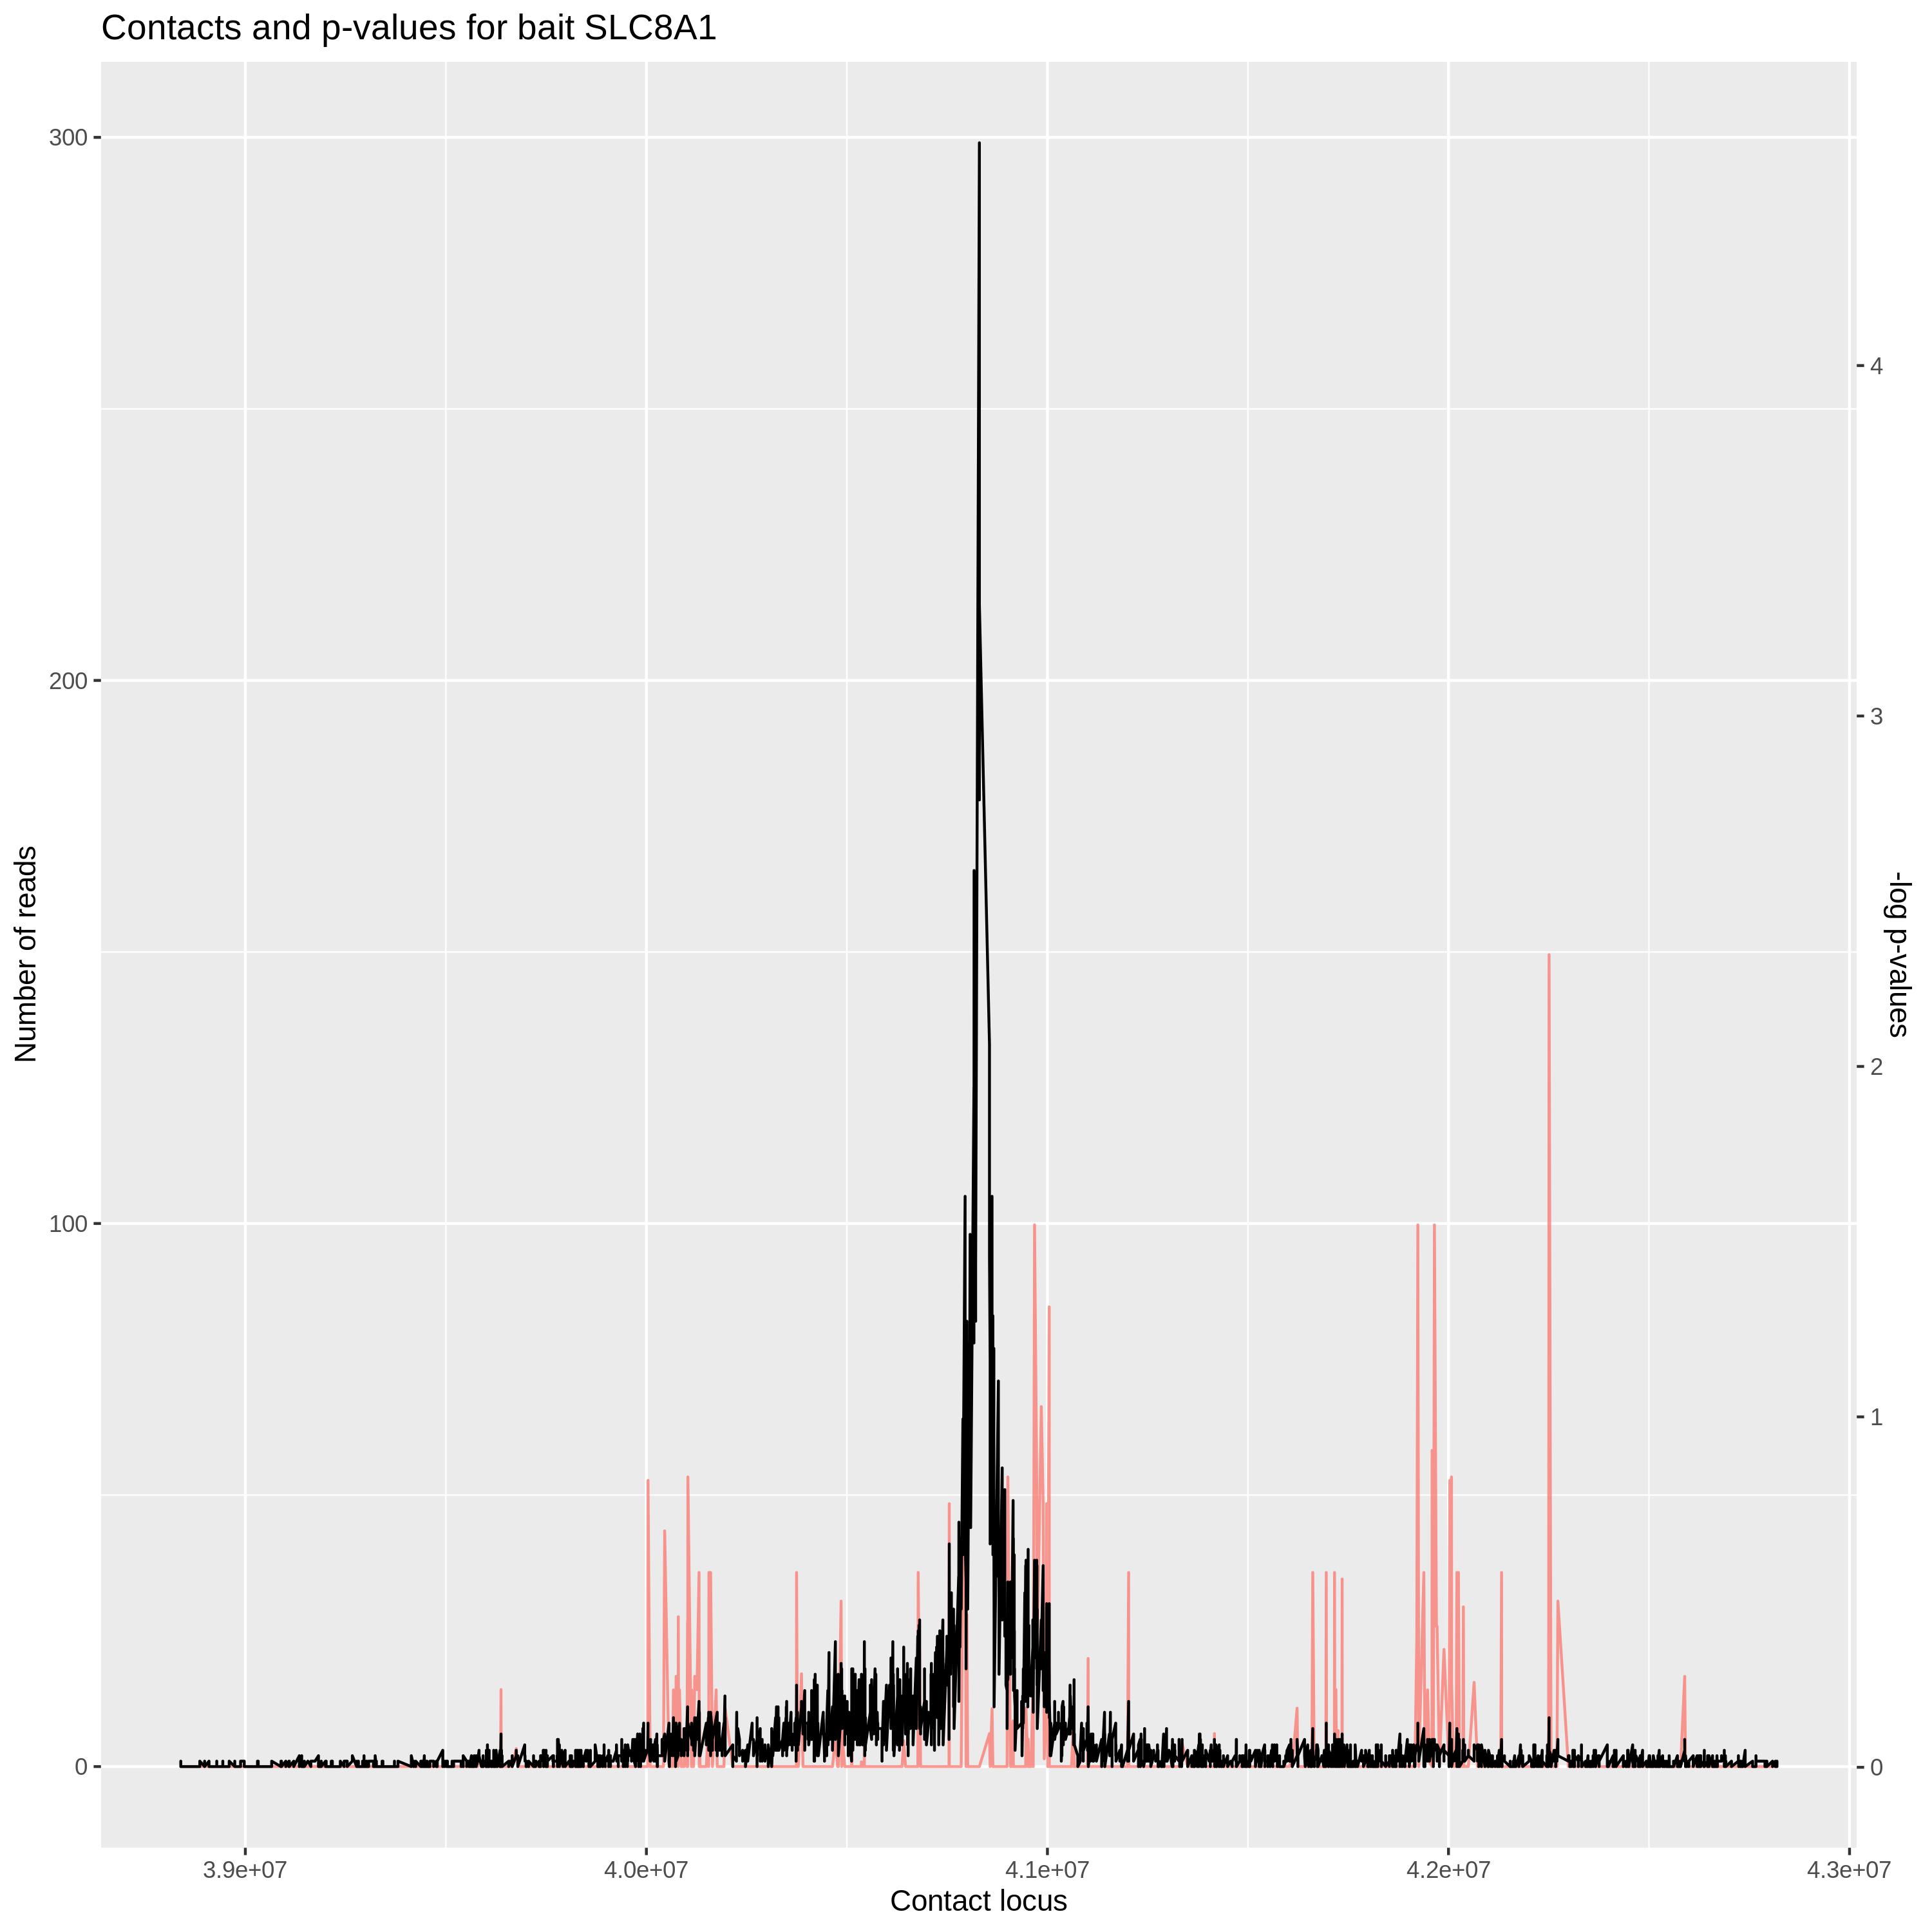 Contacts and p-values for bait SLC8A1
300
200
100
0
Number of reads
4
3
2
1
0
-log p-values
3.9e+07
4.0e+07
4.1e+07
4.2e+07
4.3e+07
Contact locus